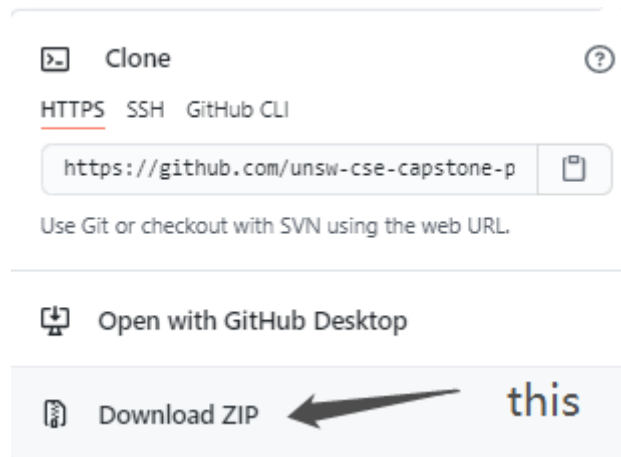 Clone
HTTPS SSH GitHub CLI
https://github.com/unsw-cse-capstone-p
Use Git or checkout with SVN using the web URL.
Open with GitHub Desktop
Download ZIP this